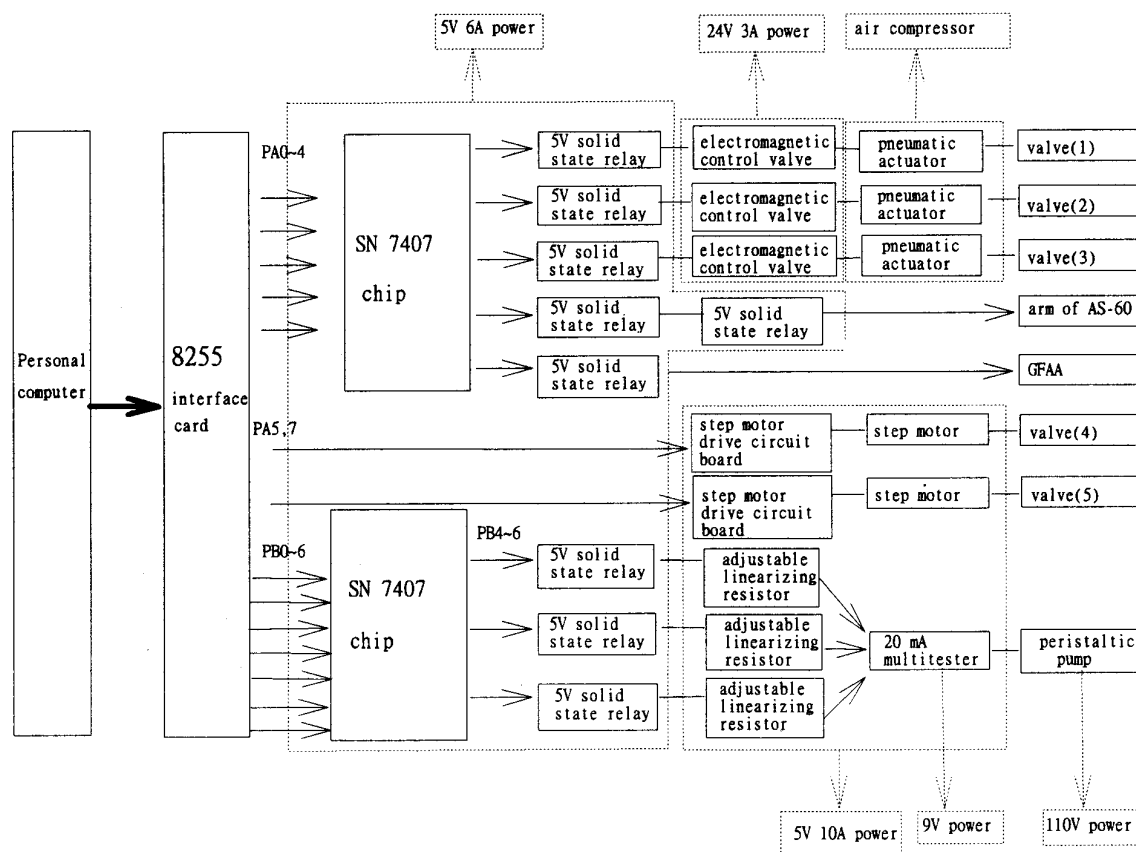 5V 6A power
24V 3A power
air compressor
Personal
computer
8255
interface
card
PA0~4
SN 7407
chip
5V solid
state relay
electromagnetic
control valve
pneumatic
actuator
valve(1)
5V solid
state relay
electromagnetic
control valve
pneumatic
actuator
valve(2)
5V solid
state relay
electromagnetic
control valve
pneumatic
actuator
valve(3)
5V solid
state relay
5V solid
state relay
arm of AS-60
5V solid
state relay
GFAA
PA5,7
step motor
drive circuit
board
step motor
valve(4)
step motor
drive circuit
board
step motor
valve(5)
PB0~6
SN 7407
chip
PB4~6
5V solid
state relay
adjustable
linearizing
resistor
5V solid
state relay
adjustable
linearizing
resistor
5V solid
state relay
adjustable
linearizing
resistor
20 mA
multitester
peristaltic
pump
5V 10A power
9V power
110V power